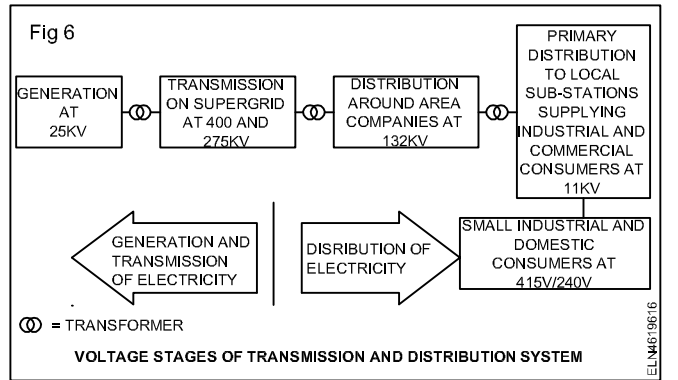 Fig 6
GENERATION
AT
25KV
TRANSMISSION
ON SUPERGRID
AT 400 AND
275KV
DISTRIBUTION
AROUND AREA
COMPANIES AT
132KV
PRIMARY
DISTRIBUTION
TO LOCAL
SUB-STATIONS
SUPPLYING
INDUSTRIAL AND
COMMERCIAL
CONSUMERS AT
11KV
GENERATION AND
TRANSMISSION
OF ELECTRICITY
DISRIBUTION OF
ELECTRICITY
SMALL INDUSTRIAL AND
DOMESTIC
CONSUMERS AT
415V/240V
= TRANSFORMER
VOLTAGE STAGES OF TRANSMISSION AND DISTRIBUTION SYSTEM
ELN4619616